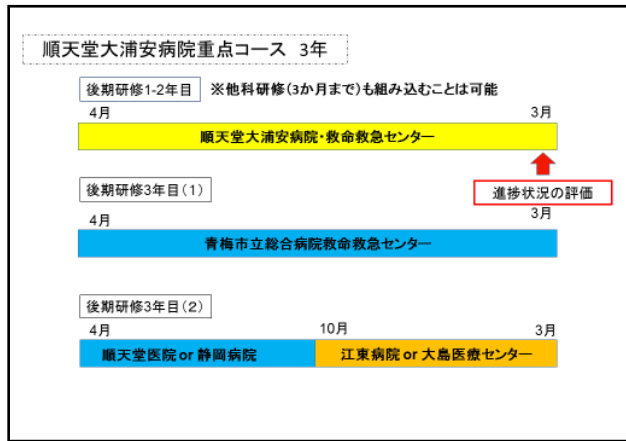 順天堂大浦安病院重点コース 3年
後期研修1-2年目 ※他科研修(3か月まで)も組み込むことは可能
4月 3月
順天堂大浦安病院・救命救急センター
進捗状況の評価
後期研修3年目(1)
4月 3月
青梅市立総合病院救命救急センター
後期研修3年目(2)
4月 10月 3月
順天堂医院 or 静岡病院 江東病院 or 大島医療センター